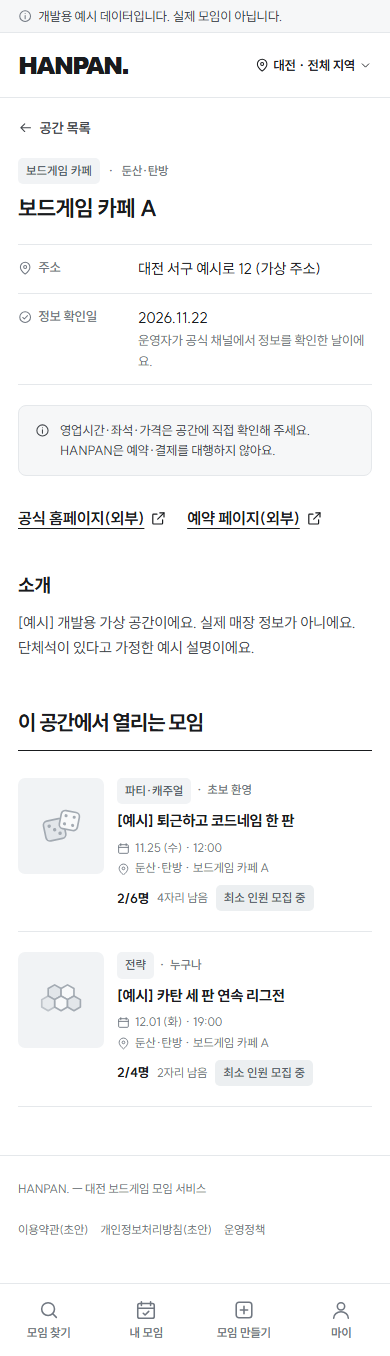 개발용 예시 데이터입니다. 실제 모임이 아닙니다.
HANPAN.
대전 · 전체 지역
공간 목록
보드게임 카페 · 둔산·탄방
보드게임 카페 A
주소
대전 서구 예시로 12 (가상 주소)
정보 확인일
2026.11.22
운영자가 공식 채널에서 정보를 확인한 날이에
요.
영업시간·좌석·가격은 공간에 직접 확인해 주세요.
HANPAN은 예약·결제를 대행하지 않아요.
공식 홈페이지(외부)
예약 페이지(외부)
소개
[예시] 개발용 가상 공간이에요. 실제 매장 정보가 아니에요.
단체석이 있다고 가정한 예시 설명이에요.
이 공간에서 열리는 모임
파티·캐주얼 · 초보 환영
[예시] 퇴근하고 코드네임 한 판
11.25 (수) · 12:00
둔산·탄방 · 보드게임 카페 A
2/6명 4자리 남음 최소 인원 모집 중
전략 · 누구나
[예시] 카탄 세 판 연속 리그전
12.01 (화) · 19:00
둔산·탄방 · 보드게임 카페 A
2/4명 2자리 남음 최소 인원 모집 중
HANPAN. — 대전 보드게임 모임 서비스
이용약관(초안) 개인정보처리방침(초안) 운영정책
모임 찾기
내 모임
모임 만들기
마이